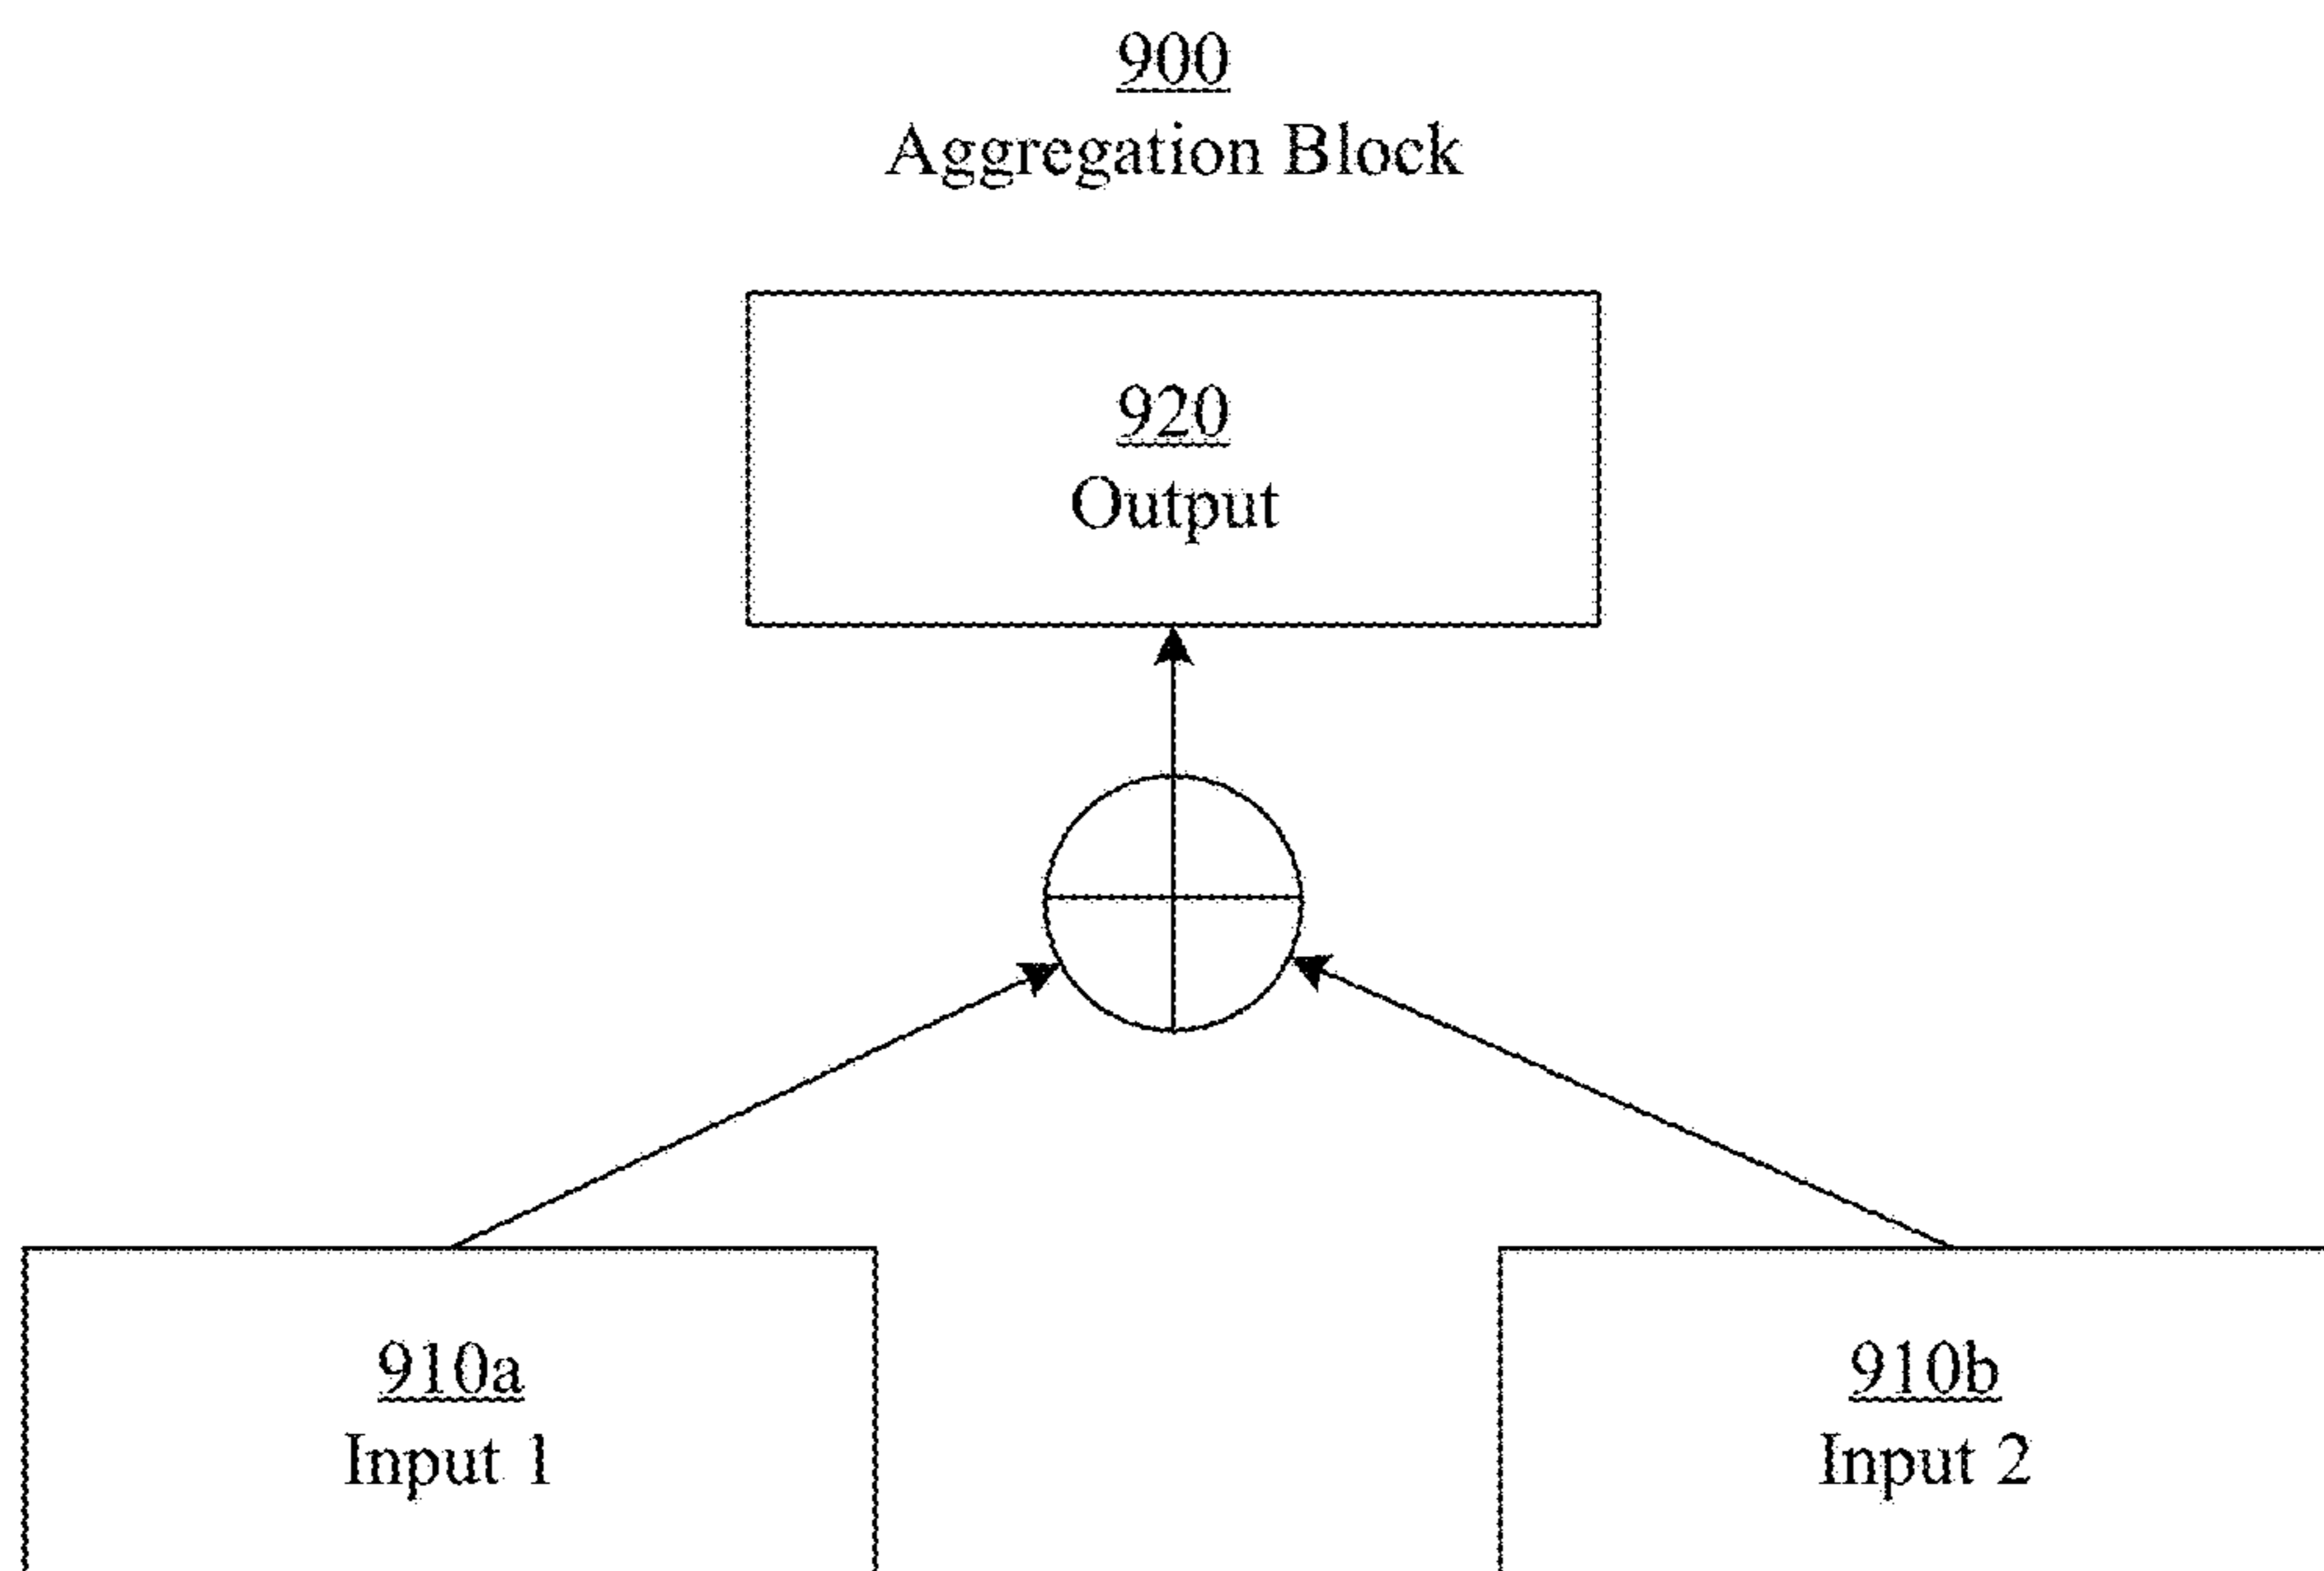 900
Aggregation Block
920
Output
910a
Input 1
910b
Input 2